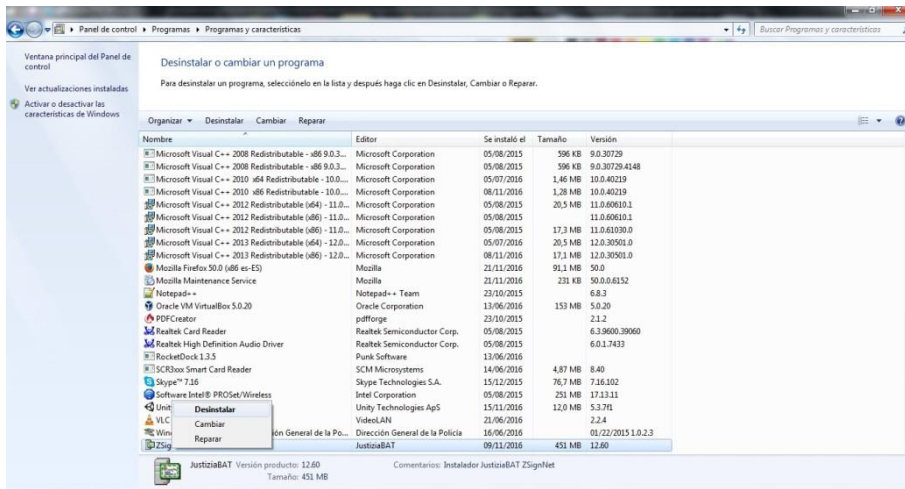 Panel de control ▸ Programas ▸ Programas y características
Buscar Programas y características
Ventana principal del Panel de control
Ver actualizaciones instaladas
Activar o desactivar las características de Windows
Desinstalar o cambiar un programa
Para desinstalar un programa, selecciónelo en la lista y después haga clic en Desinstalar, Cambiar o Reparar.
Organizar Desinstalar Cambiar Reparar
Nombre Editor Se instaló el Tamaño Versión
Microsoft Visual C++ 2008 Redistributable - x86 9.0.3... Microsoft Corporation 05/08/2015 596 KB 9.0.30729
Microsoft Visual C++ 2008 Redistributable - x86 9.0.3... Microsoft Corporation 05/08/2015 596 KB 9.0.30729.4148
Microsoft Visual C++ 2010 x64 Redistributable - 10.0.... Microsoft Corporation 05/07/2016 1,46 MB 10.0.40219
Microsoft Visual C++ 2010 x86 Redistributable - 10.0.... Microsoft Corporation 08/11/2016 1,28 MB 10.0.40219
Microsoft Visual C++ 2012 Redistributable (x64) - 11.0... Microsoft Corporation 05/08/2015 20,5 MB 11.0.60610.1
Microsoft Visual C++ 2012 Redistributable (x86) - 11.0... Microsoft Corporation 05/08/2015 11.0.60610.1
Microsoft Visual C++ 2012 Redistributable (x86) - 11.0... Microsoft Corporation 05/08/2015 17,3 MB 11.0.61030.0
Microsoft Visual C++ 2013 Redistributable (x64) - 12.0... Microsoft Corporation 05/07/2016 20,5 MB 12.0.30501.0
Microsoft Visual C++ 2013 Redistributable (x86) - 12.0... Microsoft Corporation 08/11/2016 17,1 MB 12.0.30501.0
Mozilla Firefox 50.0 (x86 es-ES) Mozilla 21/11/2016 91,1 MB 50.0
Mozilla Maintenance Service Mozilla 21/11/2016 231 KB 50.0.0.6152
Notepad++ Notepad++ Team 23/10/2015 6.8.3
Oracle VM VirtualBox 5.0.20 Oracle Corporation 13/06/2016 153 MB 5.0.20
PDFCreator pdfforge 23/10/2015 2.1.2
Realtek Card Reader Realtek Semiconductor Corp. 05/08/2015 6.3.9600.39060
Realtek High Definition Audio Driver Realtek Semiconductor Corp. 05/08/2015 6.0.1.7433
RocketDock 1.3.5 Punk Software 13/06/2016
SCR3xxx Smart Card Reader SCM Microsystems 14/06/2016 4,87 MB 8.40
Skype™ 7.16 Skype Technologies S.A. 15/12/2015 76,7 MB 7.16.102
Software Intel® PROSet/Wireless Intel Corporation 05/08/2015 251 MB 17.13.11
Unit Unity Technologies ApS 15/11/2016 12,0 MB 5.3.7f1
VLC VideoLAN 21/06/2016 2.2.4
Win ión General de la Po... Dirección General de la Policía 16/06/2016 01/22/2015 1.0.2.3
ZSig JustiziaBAT 09/11/2016 451 MB 12.60
Desinstalar
Cambiar
Reparar
JustiziaBAT Versión producto: 12.60 Comentarios: Instalador JustiziaBAT ZSignNet
Tamaño: 451 MB